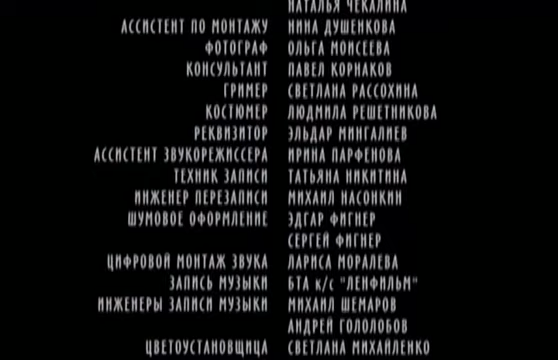 НАТАЛЬЯ ЧЕКАЛИНА
АССИСТЕНТ ПО МОНТАЖУ НИНА ДУШЕНКОВА
ФОТОГРАФ ОЛЬГА МОИСЕЕВА
КОНСУЛЬТАНТ ПАВЕЛ КОРНАКОВ
ГРИМЕР СВЕТЛАНА РАССОХИНА
КОСТЮМЕР ЛЮДМИЛА РЕШЕТНИКОВА
РЕКВИЗИТОР ЭЛЬДАР МИНГАЛИЕВ
АССИСТЕНТ ЗВУКОРЕЖИССЕРА ИРИНА ПАРФЕНОВА
ТЕХНИК ЗАПИСИ ТАТЬЯНА НИКИТИНА
ИНЖЕНЕР ПЕРЕЗАПИСИ МИХАИЛ НАСОНКИН
ШУМОВОЕ ОФОРМЛЕНИЕ ЭДГАР ФИГНЕР
СЕРГЕЙ ФИГНЕР
ЦИФРОВОЙ МОНТАЖ ЗВУКА ЛАРИСА МОРАЛЕВА
ЗАПИСЬ МУЗЫКИ БТА к/с "ЛЕНФИЛЬМ"
ИНЖЕНЕРЫ ЗАПИСИ МУЗЫКИ МИХАИЛ ШЕМАРОВ
АНДРЕЙ ГОЛОЛОБОВ
ЦВЕТОУСТАНОВЩИЦА СВЕТЛАНА МИХАЙЛЕНКО